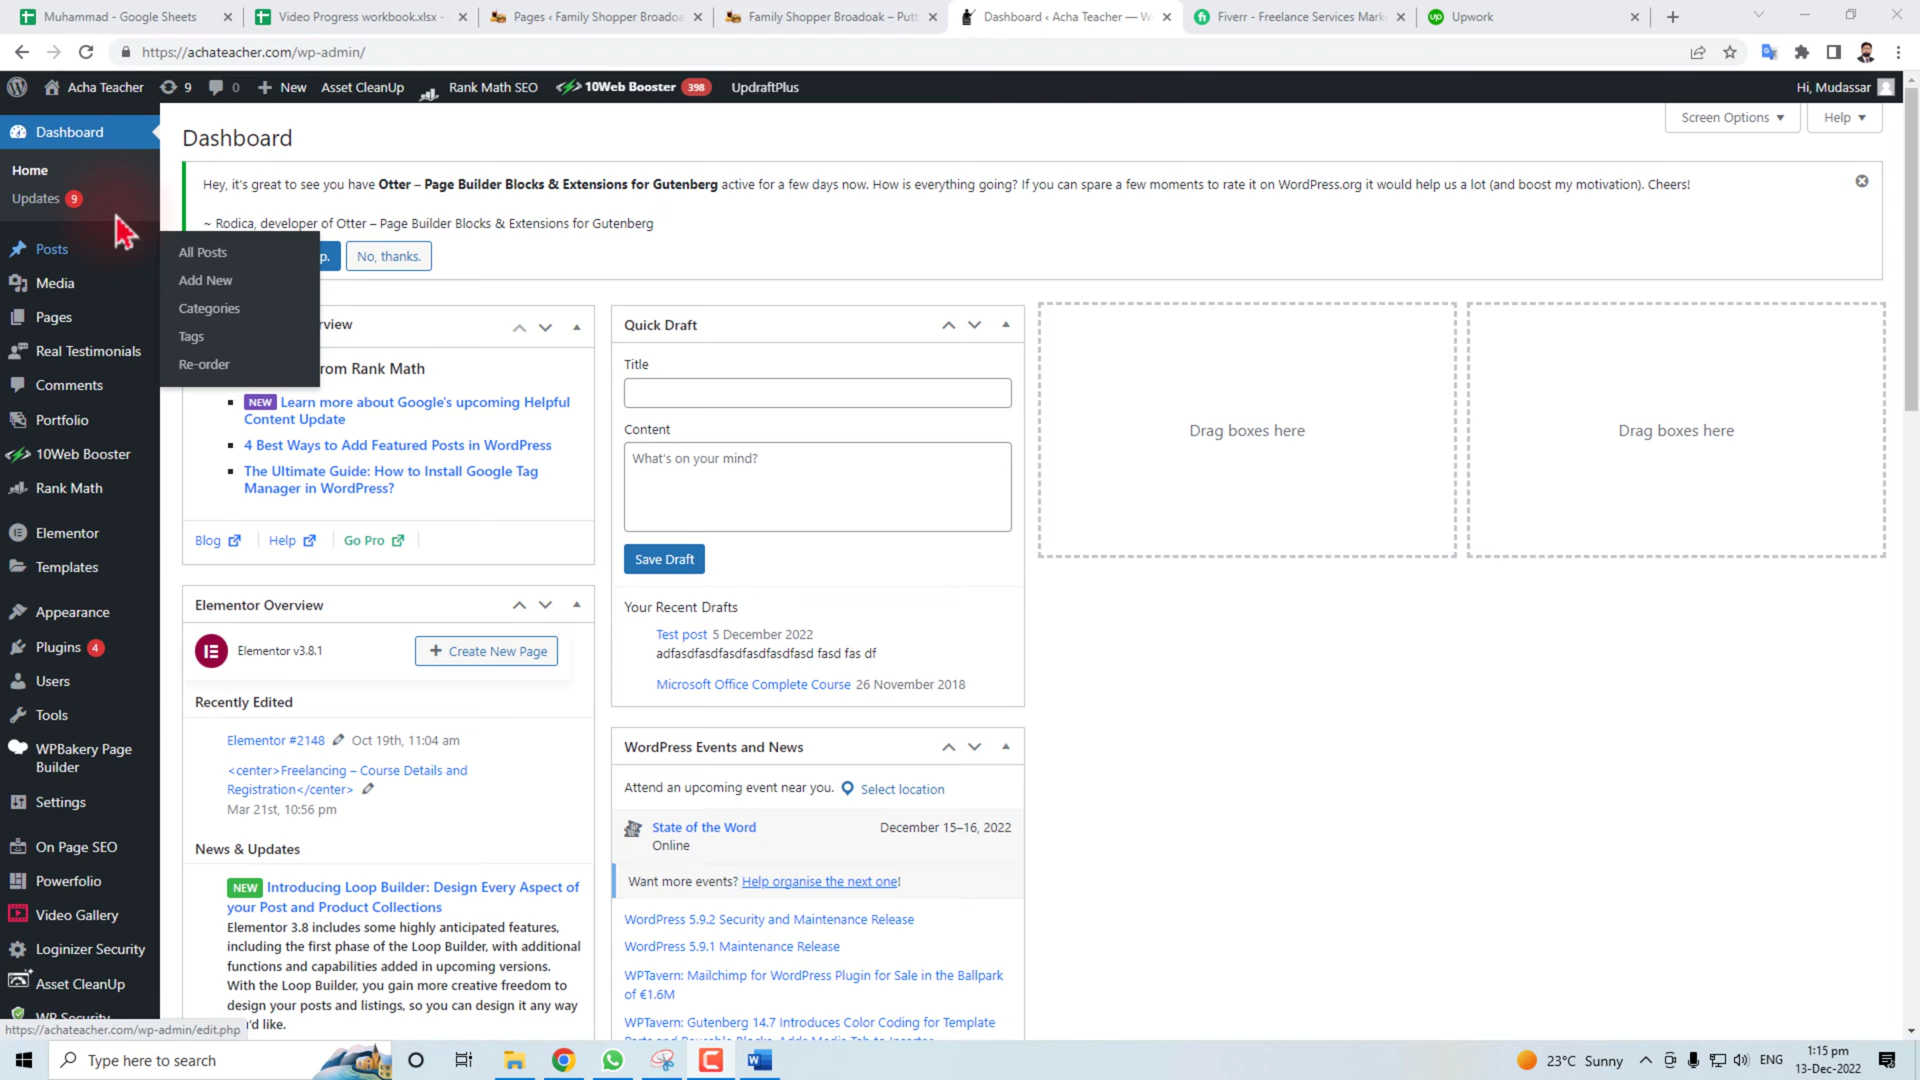 Muhammad - Google Sheets
Video Progress workbook.xlsx -
Pages ‹ Family Shopper Broadoa
Family Shopper Broadoak – Putt
Dashboard ‹ Acha Teacher — W
Fiverr - Freelance Services Mark
Upwork
https://achateacher.com/wp-admin/
Acha Teacher
9
0
New
Asset CleanUp
Rank Math SEO
10Web Booster
398
UpdraftPlus
Hi, Mudassar
Dashboard
Home
Updates 9
Posts
Media
Pages
Real Testimonials
Comments
Portfolio
10Web Booster
Rank Math
Elementor
Templates
Appearance
Plugins 4
Users
Tools
WPBakery Page
Builder
Settings
On Page SEO
Powerfolio
Video Gallery
Loginizer Security
Asset CleanUp
WP Security
All Posts
Add New
Categories
Tags
Re-order
Dashboard
Screen Options
Help
Hey, it's great to see you have Otter – Page Builder Blocks & Extensions for Gutenberg active for a few days now. How is everything going? If you can spare a few moments to rate it on WordPress.org it would help us a lot (and boost my motivation). Cheers!
~ Rodica, developer of Otter – Page Builder Blocks & Extensions for Gutenberg
p.
No, thanks.
rview
rom Rank Math
NEW Learn more about Google's upcoming Helpful
Content Update
4 Best Ways to Add Featured Posts in WordPress
The Ultimate Guide: How to Install Google Tag
Manager in WordPress?
Blog
Help
Go Pro
Elementor Overview
Elementor v3.8.1
+ Create New Page
Recently Edited
Elementor #2148 Oct 19th, 11:04 am
<center>Freelancing – Course Details and
Registration</center>
Mar 21st, 10:56 pm
News & Updates
NEW Introducing Loop Builder: Design Every Aspect of
your Post and Product Collections
Elementor 3.8 includes some highly anticipated features,
including the first phase of the Loop Builder, with additional
functions and capabilities added in upcoming versions.
With the Loop Builder, you gain more creative freedom to
design your posts and listings, so you can design it any way
u'd like.
Quick Draft
Title
Content
What's on your mind?
Save Draft
Your Recent Drafts
Test post 5 December 2022
adfasdfasdfasdfasdfasd fasd fas df
Microsoft Office Complete Course 26 November 2018
WordPress Events and News
Attend an upcoming event near you. Select location
State of the Word December 15–16, 2022
Online
Want more events? Help organise the next one!
WordPress 5.9.2 Security and Maintenance Release
WordPress 5.9.1 Maintenance Release
WPTavern: Mailchimp for WordPress Plugin for Sale in the Ballpark
of €1.6M
WPTavern: Gutenberg 14.7 Introduces Color Coding for Template
Parts and Reusable Blocks, Adds Media Tab to Inserter
Drag boxes here
Drag boxes here
https://achateacher.com/wp-admin/edit.php
Type here to search
23°C Sunny
ENG
1:15 pm
13-Dec-2022